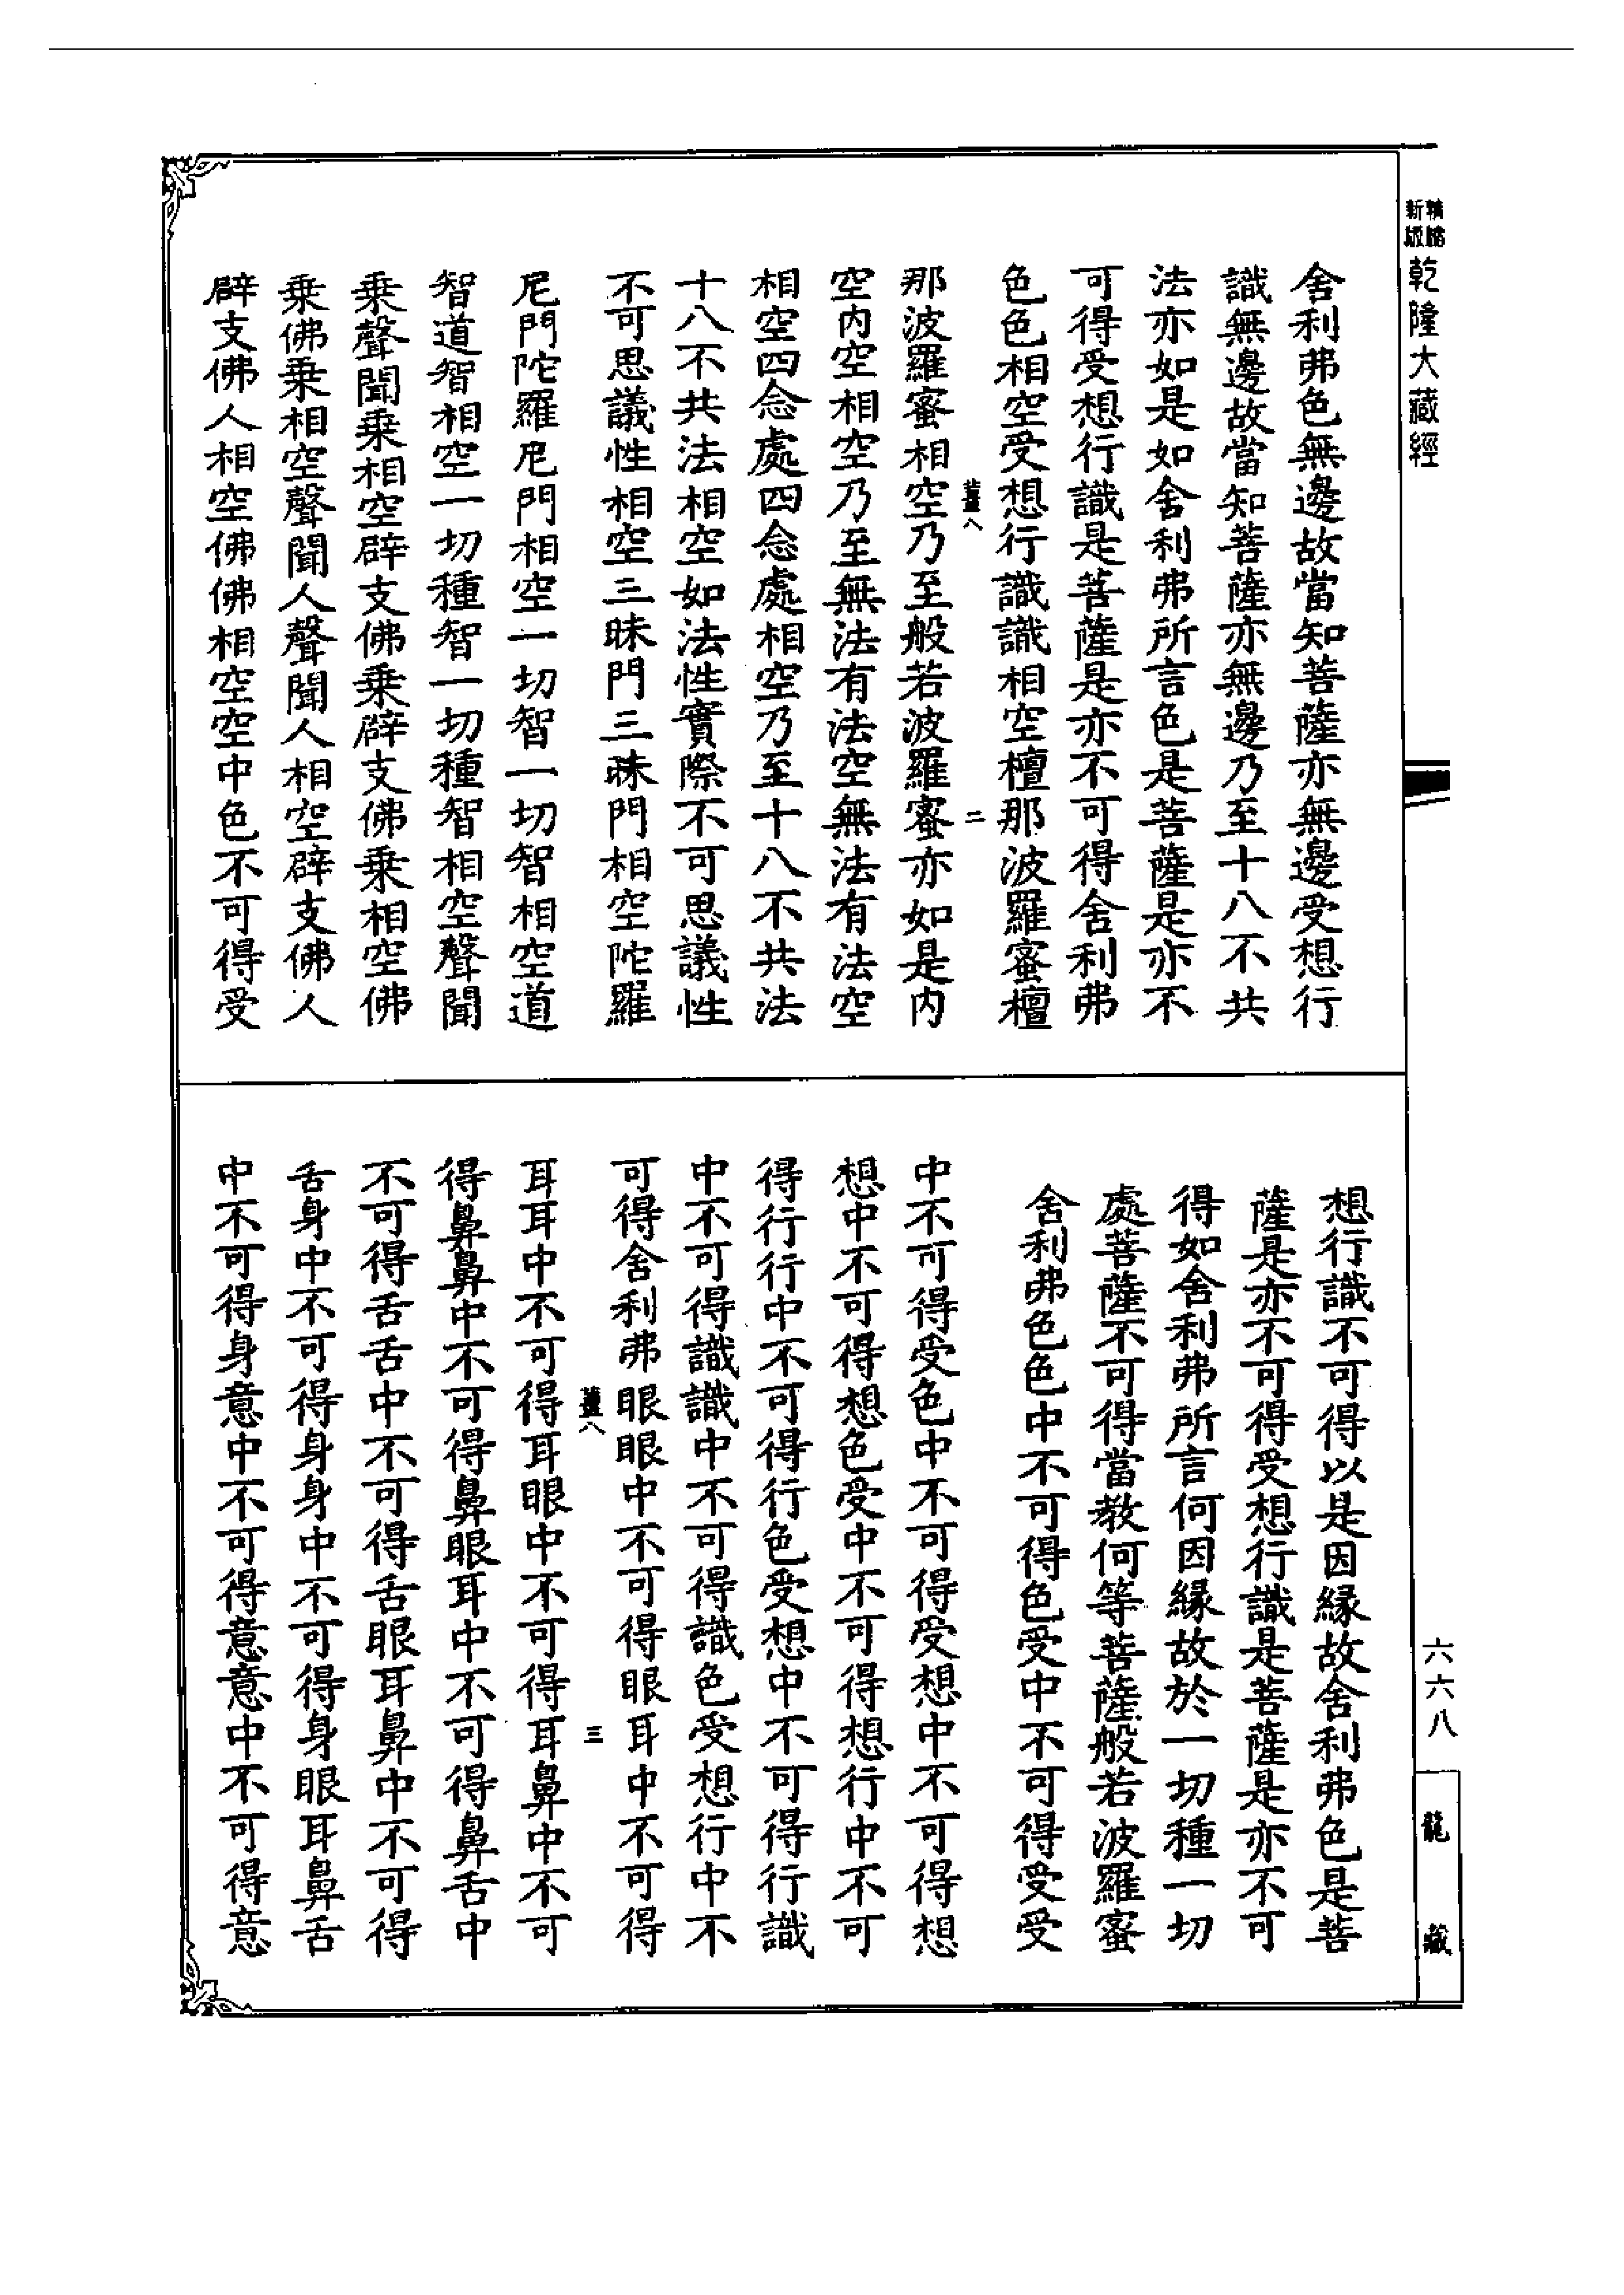 新版
精縮
乾隆大藏經
舍利弗色無邊故當知菩薩亦無邊受想行
識無邊故當知菩薩亦無邊乃至十八不共
法亦如是如舍利弗所言色是菩薩是亦不
可得受想行識是菩薩是亦不可得舍利弗
色色相空受想行識識相空檀那波羅蜜檀
薑八 二
那波羅蜜相空乃至般若波羅蜜亦如是內
空內空相空乃至無法有法空無法有法空
相空四念處四念處相空乃至十八不共法
十八不共法相空如法性實際不可思議性
不可思議性相空三昧門三昧門相空陀羅
尼門陀羅尼門相空一切智一切智相空道
智道智相空一切種智一切種智相空聲聞
乗聲聞乗相空辟支佛乗辟支佛乗相空佛
乗佛乗相空聲聞人聲聞人相空辟支佛人
辟支佛人相空佛佛相空空中色不可得受
想行識不可得以是因緣故舍利弗色是菩
薩是亦不可得受想行識是菩薩是亦不可
得如舍利弗所言何因緣故於一切種一切
處菩薩不可得當教何等菩薩般若波羅蜜
舍利弗色色中不可得色受中不可得受受
中不可得受色中不可得受想中不可得想
想中不可得想色受中不可得想行中不可
得行行中不可得行色受想中不可得行識
中不可得識識中不可得識色受想行中不
可得舍利弗眼眼中不可得眼耳中不可得
薑八 三
耳耳中不可得耳眼中不可得耳鼻中不可
得鼻鼻中不可得鼻眼耳中不可得鼻舌中
不可得舌舌中不可得舌眼耳鼻中不可得
舌身中不可得身身中不可得身眼耳鼻舌
中不可得身意中不可得意意中不可得意
六六八
龍藏